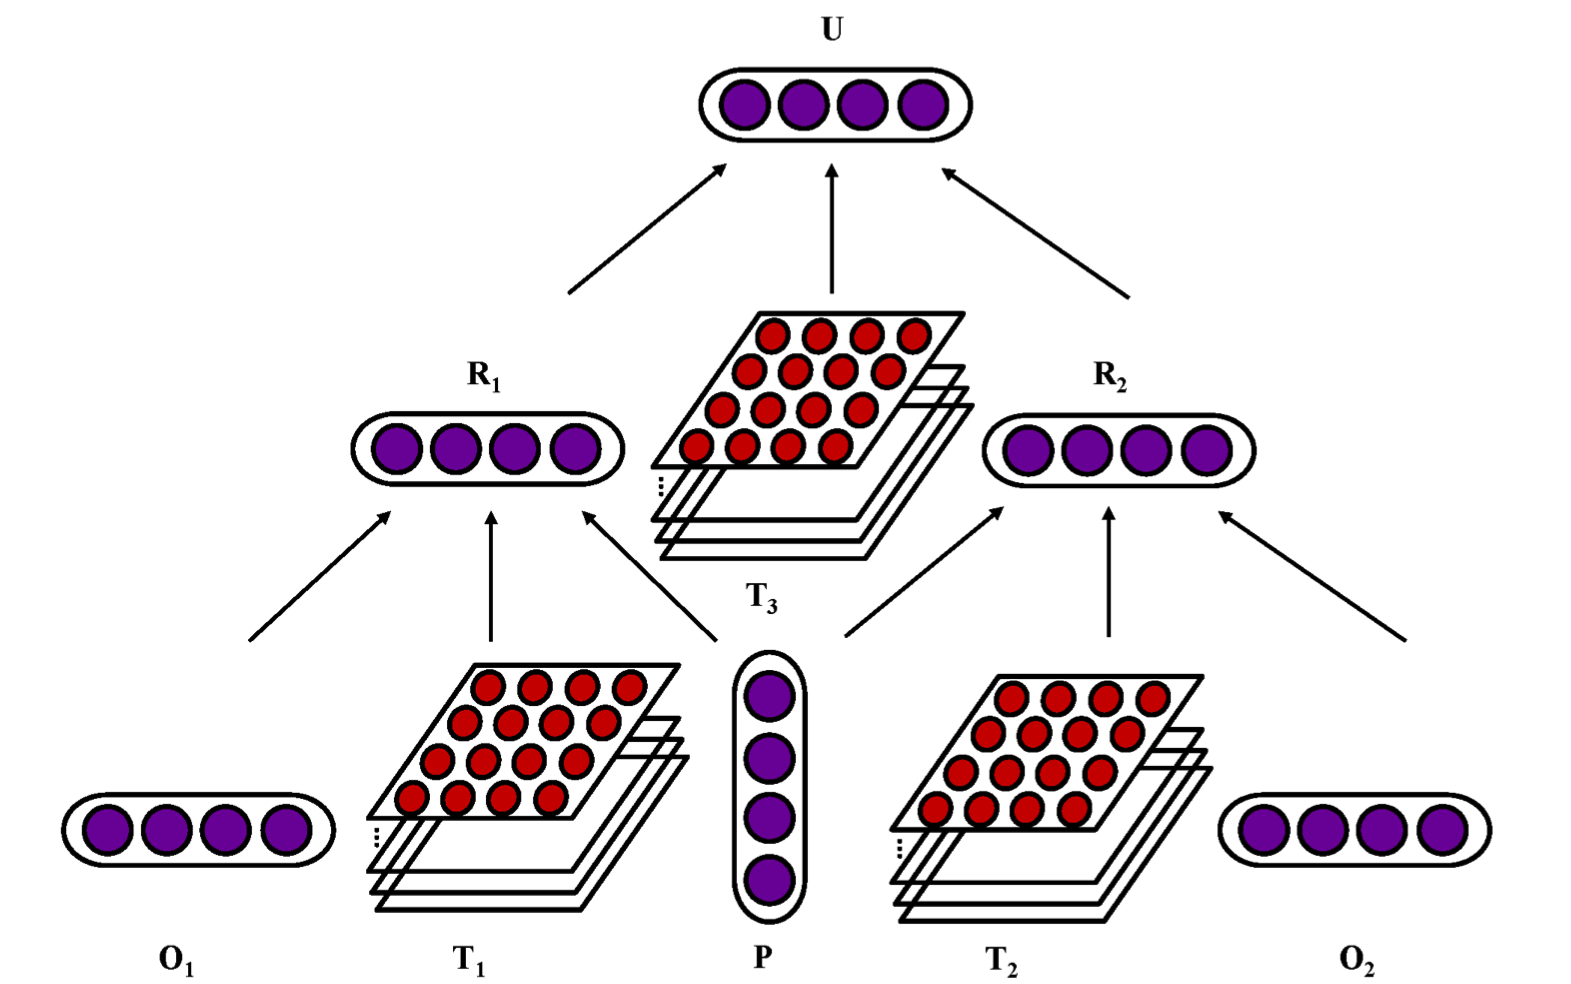 U
R₁
R₂
T₃
O₁
T₁
P
T₂
O₂